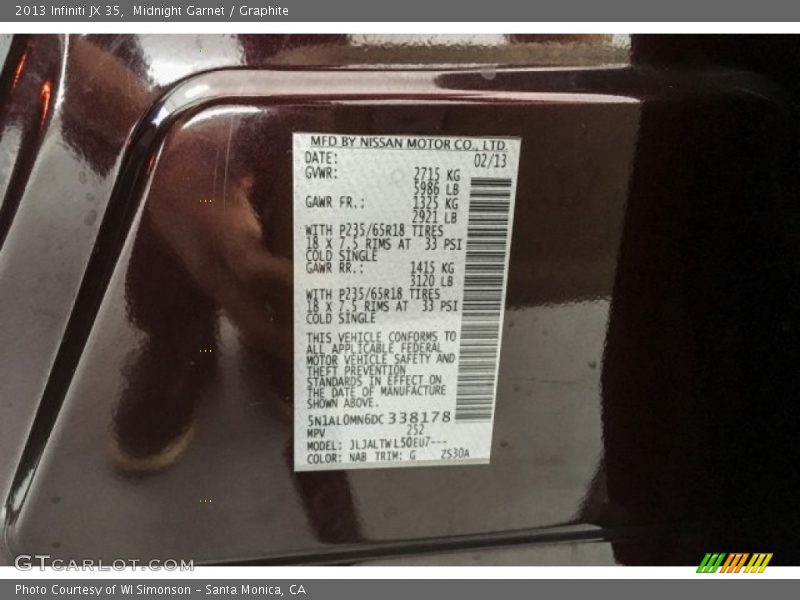 2013 Infiniti JX 35, Midnight Garnet / Graphite
MFD BY NISSAN MOTOR CO., LTD.
DATE: 02/13
GVWR: 2715 KG
5986 LB
GAWR FR.: 1325 KG
2921 LB
WITH P235/65R18 TIRES
18 X 7.5 RIMS AT 33 PSI
COLD SINGLE
GAWR RR.: 1415 KG
3120 LB
WITH P235/65R18 TIRES
18 X 7.5 RIMS AT 33 PSI
COLD SINGLE
THIS VEHICLE CONFORMS TO
ALL APPLICABLE FEDERAL
MOTOR VEHICLE SAFETY AND
THEFT PREVENTION
STANDARDS IN EFFECT ON
THE DATE OF MANUFACTURE
SHOWN ABOVE.
5N1AL0MN6DC338178
MPV 252
MODEL: JLJALTWL50EU7---
COLOR: NAB TRIM: G 2S30A
GTCARLOT.COM
Photo Courtesy of WI Simonson - Santa Monica, CA